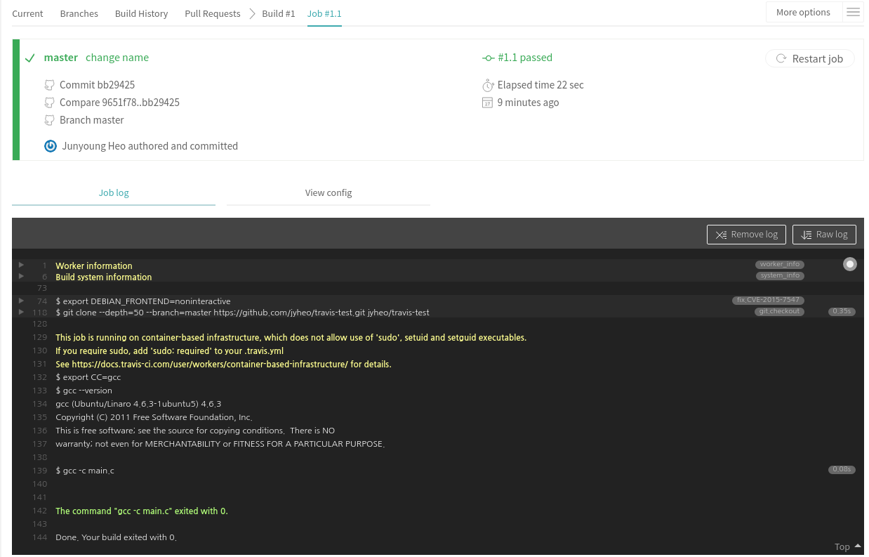 Current Branches Build History Pull Requests Build #1 Job #1.1 More options
master change name
#1.1 passed
Restart job
Commit bb29425
Elapsed time 22 sec
Compare 9651f78..bb29425
9 minutes ago
Branch master
Junyoung Heo authored and committed
Job log View config
Remove log Raw log
1 Worker information worker_info
6 Build system information system_info
73
74 $ export DEBIAN_FRONTEND=noninteractive fix.CVE-2015-7547
118 $ git clone --depth=50 --branch=master https://github.com/jyheo/travis-test.git jyheo/travis-test git.checkout 0.35s
128
129 This job is running on container-based infrastructure, which does not allow use of 'sudo', setuid and setguid executables.
130 If you require sudo, add 'sudo: required' to your .travis.yml
131 See https://docs.travis-ci.com/user/workers/container-based-infrastructure/ for details.
132 $ export CC=gcc
133 $ gcc --version
134 gcc (Ubuntu/Linaro 4.6.3-1ubuntu5) 4.6.3
135 Copyright (C) 2011 Free Software Foundation, Inc.
136 This is free software; see the source for copying conditions. There is NO
137 warranty; not even for MERCHANTABILITY or FITNESS FOR A PARTICULAR PURPOSE.
138
139 $ gcc -c main.c 0.08s
140
141
142 The command "gcc -c main.c" exited with 0.
143
144 Done. Your build exited with 0.
Top